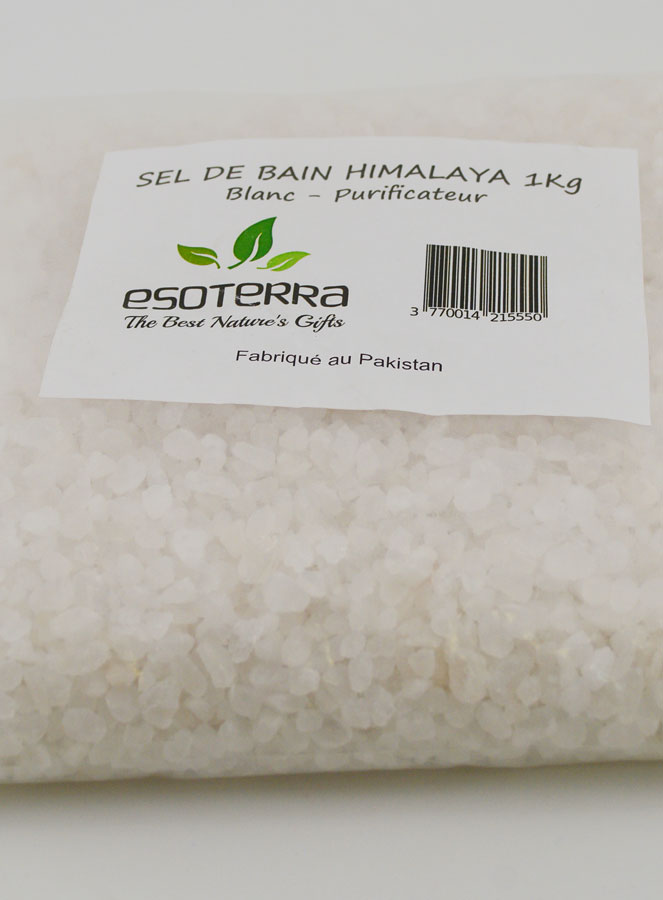 SEL DE BAIN HIMALAYA 1Kg
Blanc - Purificateur
esoterra
The Best Nature's Gifts
3 770014 215550
Fabriqué au Pakistan